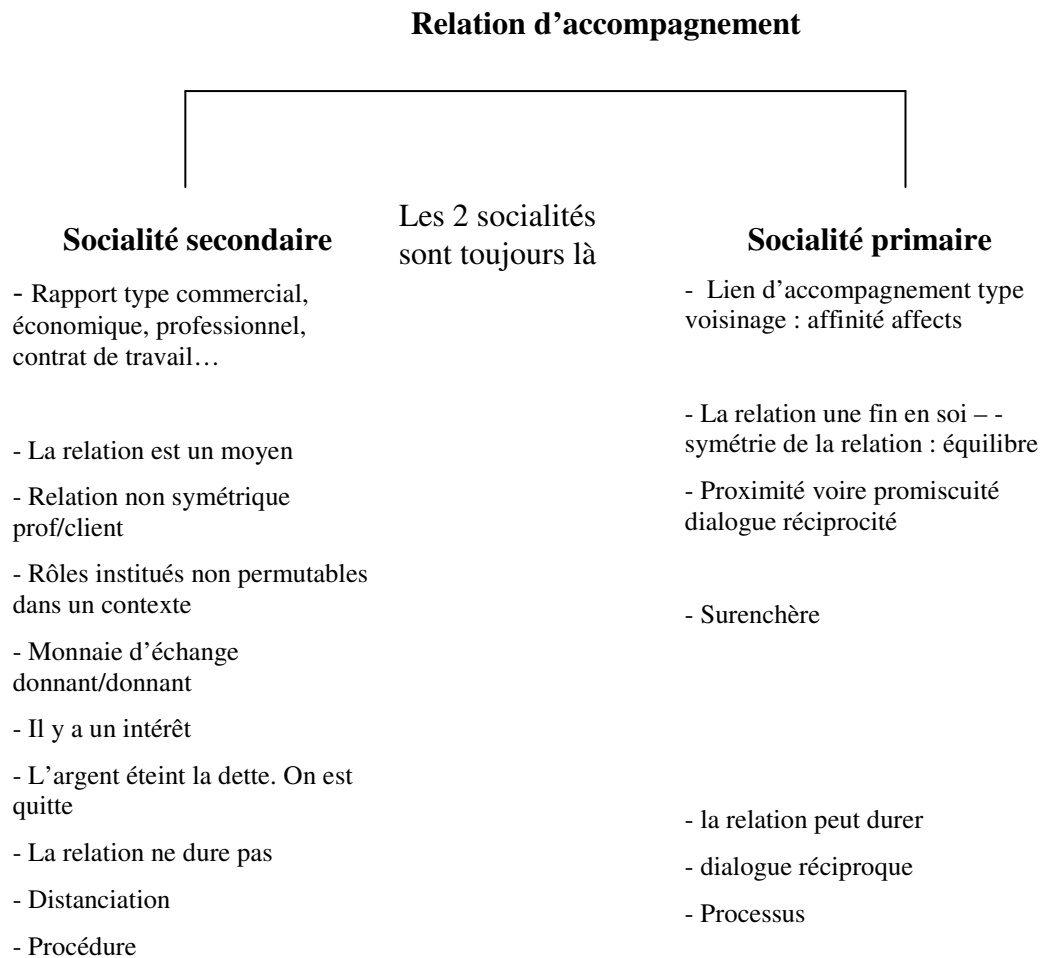 Relation d’accompagnement
Socialité secondaire
- Rapport type commercial,
économique, professionnel,
contrat de travail…
- La relation est un moyen
- Relation non symétrique
prof/client
- Rôles institués non permutables
dans un contexte
- Monnaie d’échange
donnant/donnant
- Il y a un intérêt
- L’argent éteint la dette. On est
quitte
- La relation ne dure pas
- Distanciation
- Procédure
Les 2 socialités
sont toujours là
Socialité primaire
- Lien d’accompagnement type
voisinage : affinité affects
- La relation une fin en soi – -
symétrie de la relation : équilibre
- Proximité voire promiscuité
dialogue réciprocité
- Surenchère
- la relation peut durer
- dialogue réciproque
- Processus